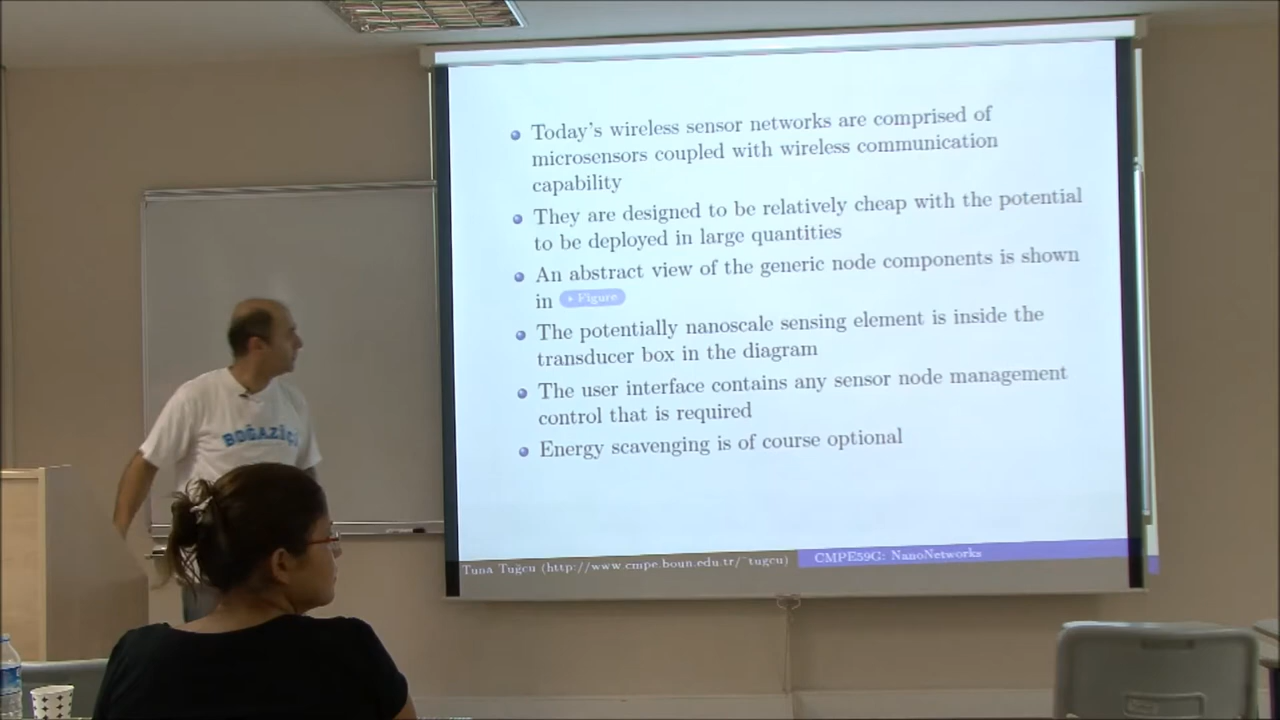 Today's wireless sensor networks are comprised of
microsensors coupled with wireless communication
capability
They are designed to be relatively cheap with the potential
to be deployed in large quantities
An abstract view of the generic node components is shown
in Figure
The potentially nanoscale sensing element is inside the
transducer box in the diagram
The user interface contains any sensor node management
control that is required
Energy scavenging is of course optional
Tuna Tuğcu (http://www.cmpe.boun.edu.tr/~tugcu)
CMPE59G: NanoNetworks
BOĞAZİÇİ